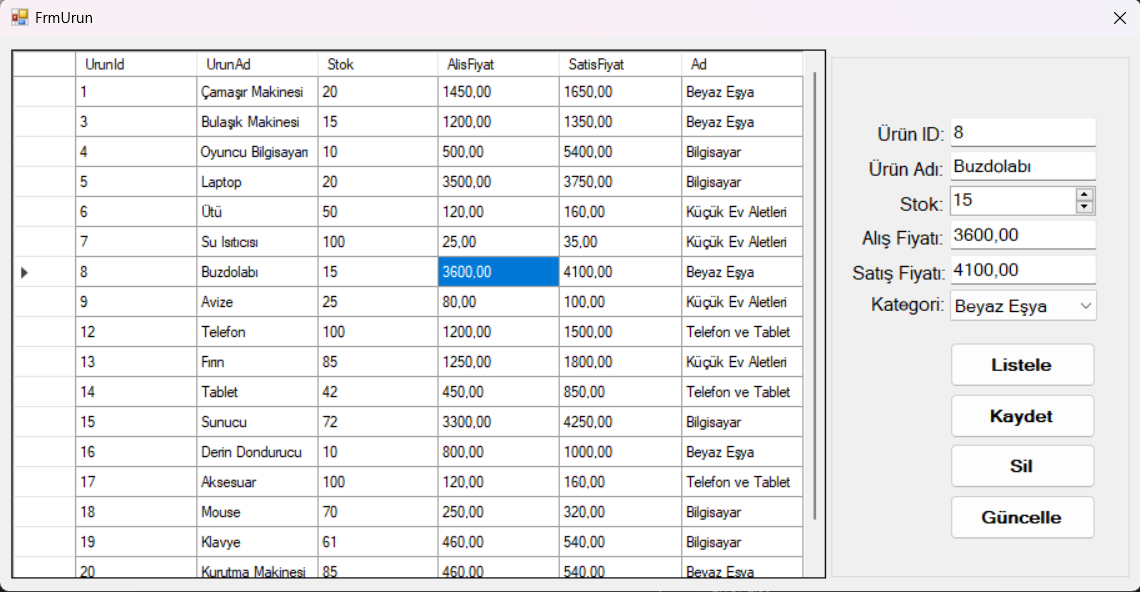 FrmUrun
UrunId UrunAd Stok AlisFiyat SatisFiyat Ad
1 Çamaşır Makinesi 20 1450,00 1650,00 Beyaz Eşya
3 Bulaşık Makinesi 15 1200,00 1350,00 Beyaz Eşya
4 Oyuncu Bilgisayarı 10 500,00 5400,00 Bilgisayar
5 Laptop 20 3500,00 3750,00 Bilgisayar
6 Ütü 50 120,00 160,00 Küçük Ev Aletleri
7 Su Isıtıcısı 100 25,00 35,00 Küçük Ev Aletleri
8 Buzdolabı 15 3600,00 4100,00 Beyaz Eşya
9 Avize 25 80,00 100,00 Küçük Ev Aletleri
12 Telefon 100 1200,00 1500,00 Telefon ve Tablet
13 Fırın 85 1250,00 1800,00 Küçük Ev Aletleri
14 Tablet 42 450,00 850,00 Telefon ve Tablet
15 Sunucu 72 3300,00 4250,00 Bilgisayar
16 Derin Dondurucu 10 800,00 1000,00 Beyaz Eşya
17 Aksesuar 100 120,00 160,00 Telefon ve Tablet
18 Mouse 70 250,00 320,00 Bilgisayar
19 Klavye 61 460,00 540,00 Bilgisayar
20 Kurutma Makinesi 85 460,00 540,00 Beyaz Eşya
Ürün ID: 8
Ürün Adı: Buzdolabı
Stok: 15
Alış Fiyatı: 3600,00
Satış Fiyatı: 4100,00
Kategori: Beyaz Eşya
Listele
Kaydet
Sil
Güncelle